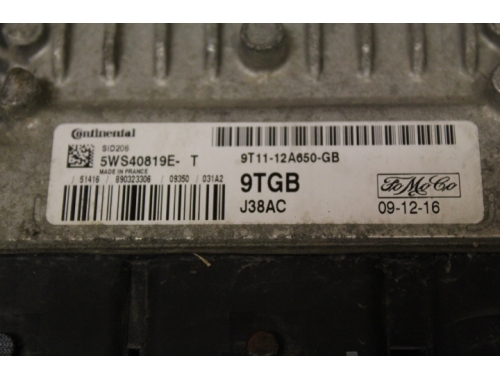 Continental
SID206
5WS40819E- T
MADE IN FRANCE
/ 51416 / 890323306 / 09350 / 031A2
9T11-12A650-GB
9TGB
J38AC
FoMoCo
09-12-16